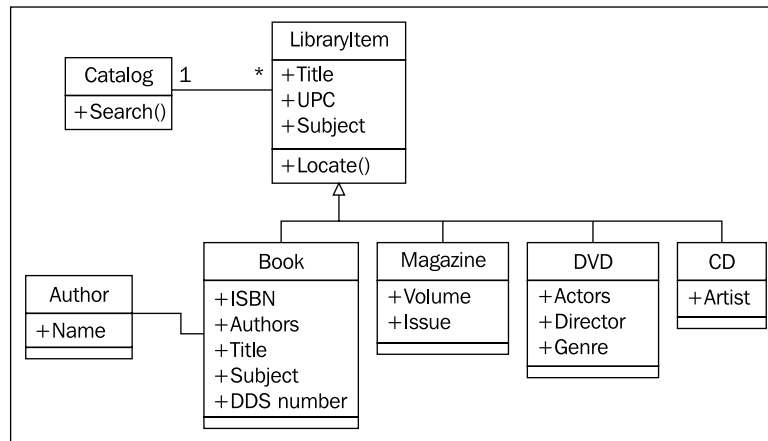 LibraryItem
+Title
+UPC
+Subject
+Locate()
Catalog
+Search()
1
*
Book
+ISBN
+Authors
+Title
+Subject
+DDS number
Magazine
+Volume
+Issue
DVD
+Actors
+Director
+Genre
CD
+Artist
Author
+Name